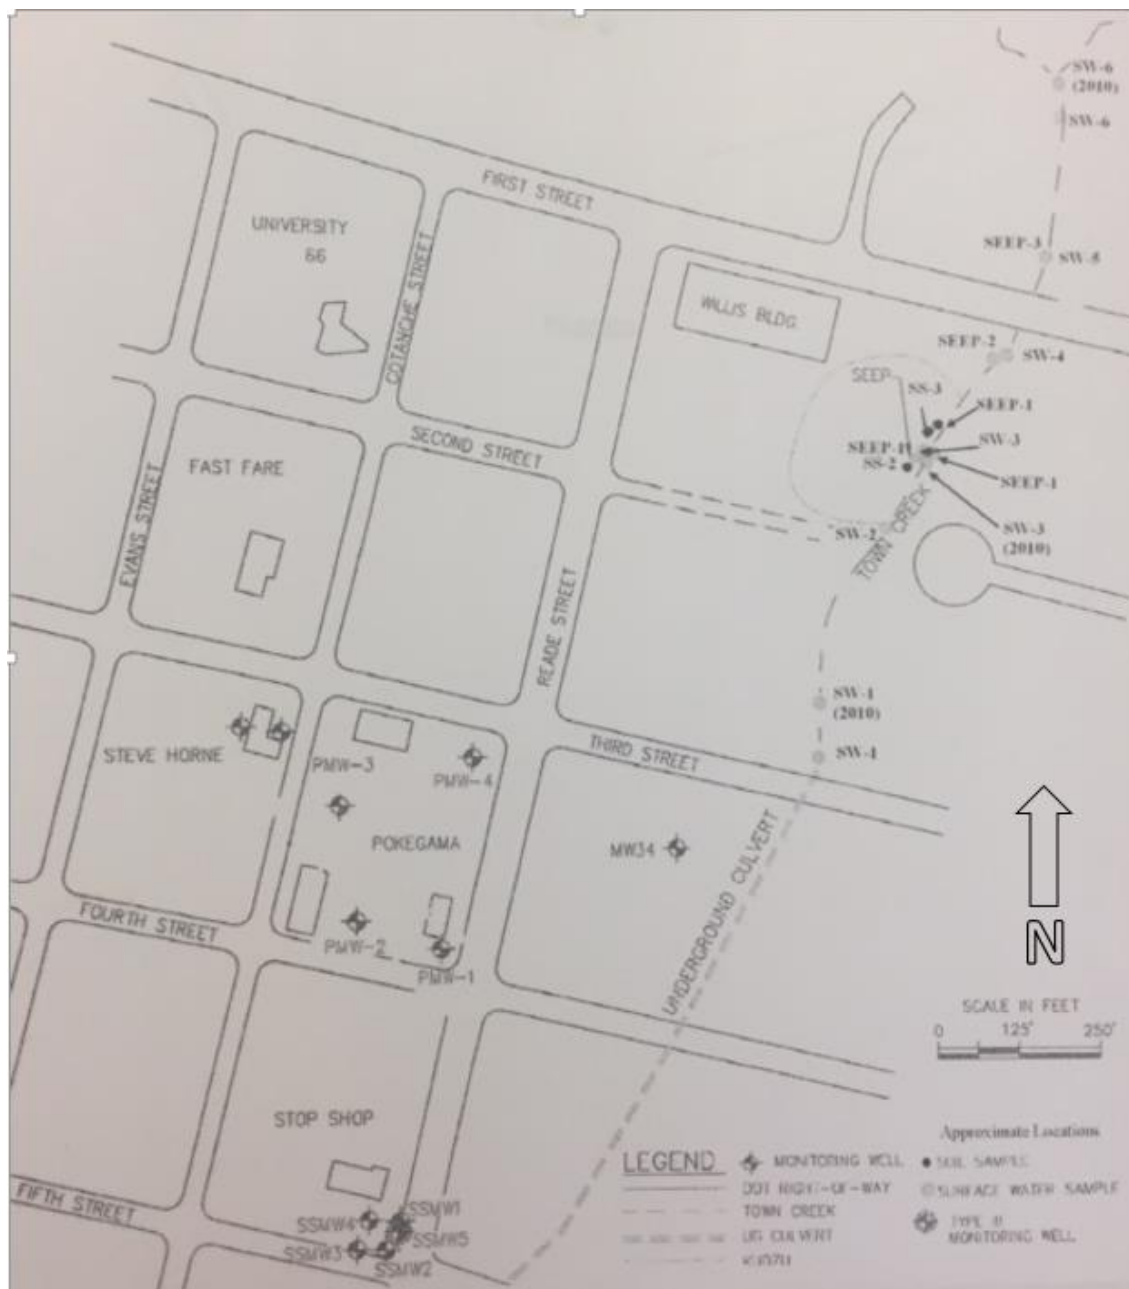 SW-6
(2010)
SW-6
FIRST STREET
UNIVERSITY
66
COTANCHE STREET
SEEP-3
SW-5
WILLIS BLDG.
SEEP-2
SW-4
SEEP
SS-3
SEEP-1
SW-3
SEEP-1
SS-2
SEEP-1
SECOND STREET
FAST FARE
EVANS STREET
SW-2
SW-3
(2010)
TOWN CREEK
READE STREET
SW-1
(2010)
STEVE HORNE
PMW-3
PMW-4
THIRD STREET
SW-1
POKEGAMA
MW34
UNDERGROUND CULVERT
FOURTH STREET
PMW-2
PMW-1
N
SCALE IN FEET
0 125' 250'
STOP SHOP
Approximate Locations
LEGEND
MONITORING WELL
SOIL SAMPLE
DOT RIGHT-OF-WAY
SURFACE WATER SAMPLE
TOWN CREEK
UG CULVERT
TYPE III
MONITORING WELL
KUDZU
FIFTH STREET
SSMW4
SSMW1
SSMW5
SSMW3
SSMW2